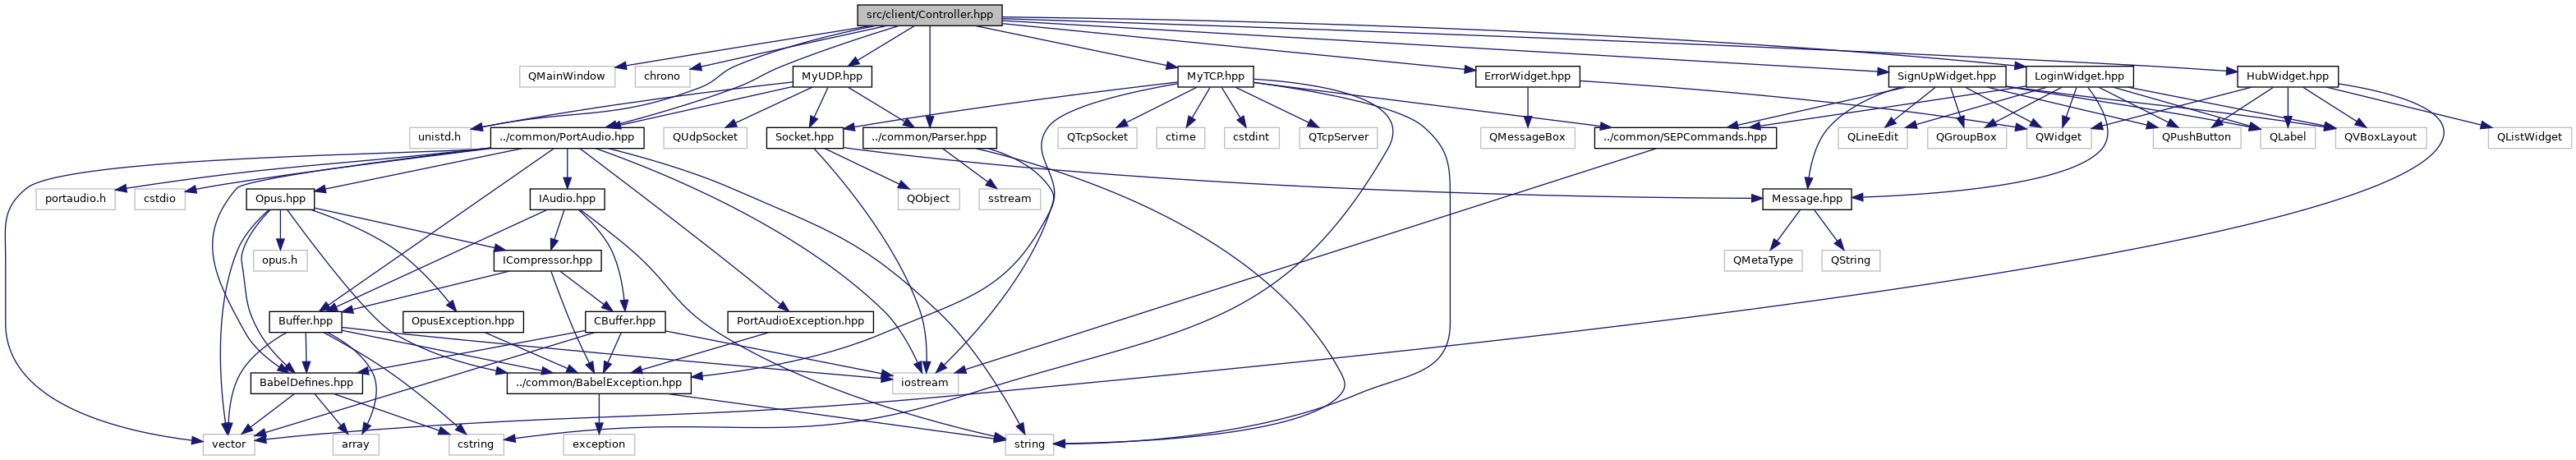 src/client/Controller.hpp
QMainWindow
chrono
MyUDP.hpp
MyTCP.hpp
ErrorWidget.hpp
SignUpWidget.hpp
LoginWidget.hpp
HubWidget.hpp
unistd.h
../common/PortAudio.hpp
QUdpSocket
Socket.hpp
../common/Parser.hpp
QTcpSocket
ctime
cstdint
QTcpServer
QMessageBox
../common/SEPCommands.hpp
QLineEdit
QGroupBox
QWidget
QPushButton
QLabel
QVBoxLayout
QListWidget
portaudio.h
cstdio
Opus.hpp
IAudio.hpp
QObject
sstream
Message.hpp
opus.h
ICompressor.hpp
QMetaType
QString
Buffer.hpp
OpusException.hpp
CBuffer.hpp
PortAudioException.hpp
BabelDefines.hpp
../common/BabelException.hpp
iostream
vector
array
cstring
exception
string